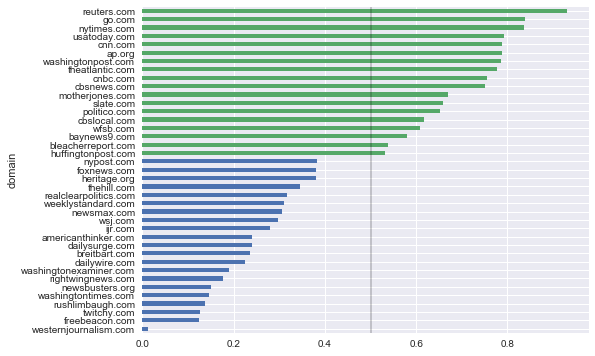 domain
reuters.com
go.com
nytimes.com
usatoday.com
cnn.com
ap.org
washingtonpost.com
theatlantic.com
cnbc.com
cbsnews.com
motherjones.com
slate.com
politico.com
cbslocal.com
wfsb.com
baynews9.com
bleacherreport.com
huffingtonpost.com
nypost.com
foxnews.com
heritage.org
thehill.com
realclearpolitics.com
weeklystandard.com
newsmax.com
wsj.com
ijr.com
americanthinker.com
dailysurge.com
breitbart.com
dailywire.com
washingtonexaminer.com
rightwingnews.com
newsbusters.org
washingtontimes.com
rushlimbaugh.com
twitchy.com
freebeacon.com
westernjournalism.com
0.0 0.2 0.4 0.6 0.8